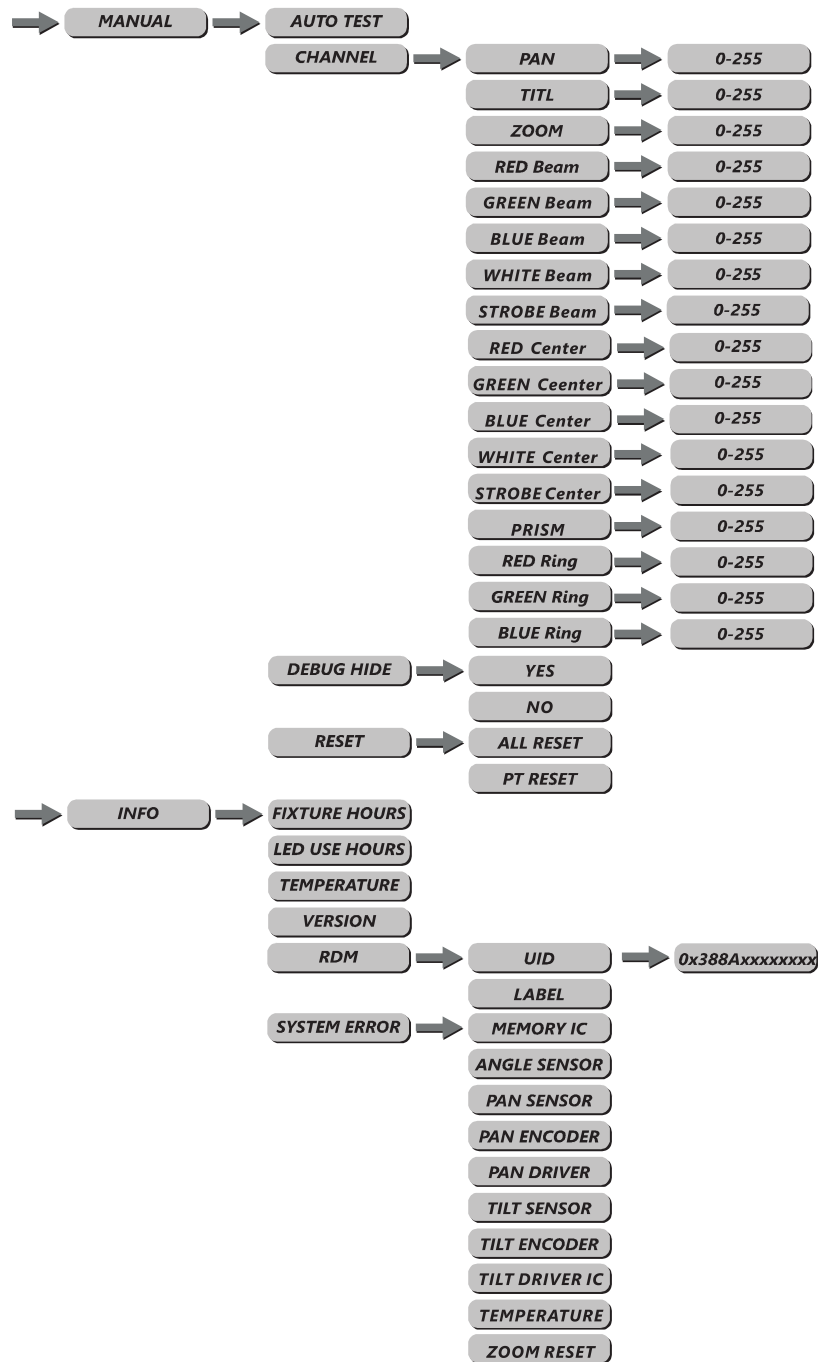 MANUAL AUTO TEST
CHANNEL PAN 0-255
TITL 0-255
ZOOM 0-255
RED Beam 0-255
GREEN Beam 0-255
BLUE Beam 0-255
WHITE Beam 0-255
STROBE Beam 0-255
RED Center 0-255
GREEN Ceenter 0-255
BLUE Center 0-255
WHITE Center 0-255
STROBE Center 0-255
PRISM 0-255
RED Ring 0-255
GREEN Ring 0-255
BLUE Ring 0-255
DEBUG HIDE YES
NO
RESET ALL RESET
PT RESET
INFO FIXTURE HOURS
LED USE HOURS
TEMPERATURE
VERSION
RDM UID 0x388Axxxxxxxx
LABEL
SYSTEM ERROR MEMORY IC
ANGLE SENSOR
PAN SENSOR
PAN ENCODER
PAN DRIVER
TILT SENSOR
TILT ENCODER
TILT DRIVER IC
TEMPERATURE
ZOOM RESET